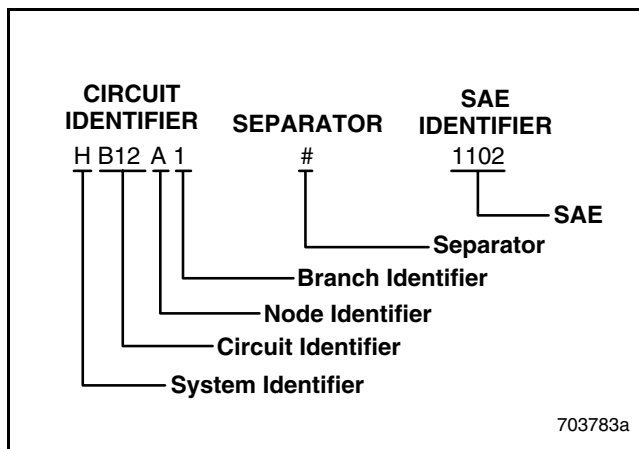 CIRCUIT
IDENTIFIER
SEPARATOR
SAE
IDENTIFIER
H B12 A 1
#
1102
SAE
Separator
Branch Identifier
Node Identifier
Circuit Identifier
System Identifier
703783a